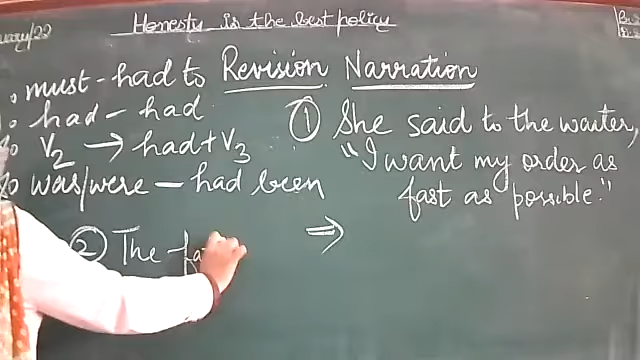 uary/22
Honesty is the best policy
must - had to
had - had
V2 → had + V3
was/were - had been
Revision Narration
① She said to the waiter,
"I want my order as
fast as possible."
⇒
② The fa